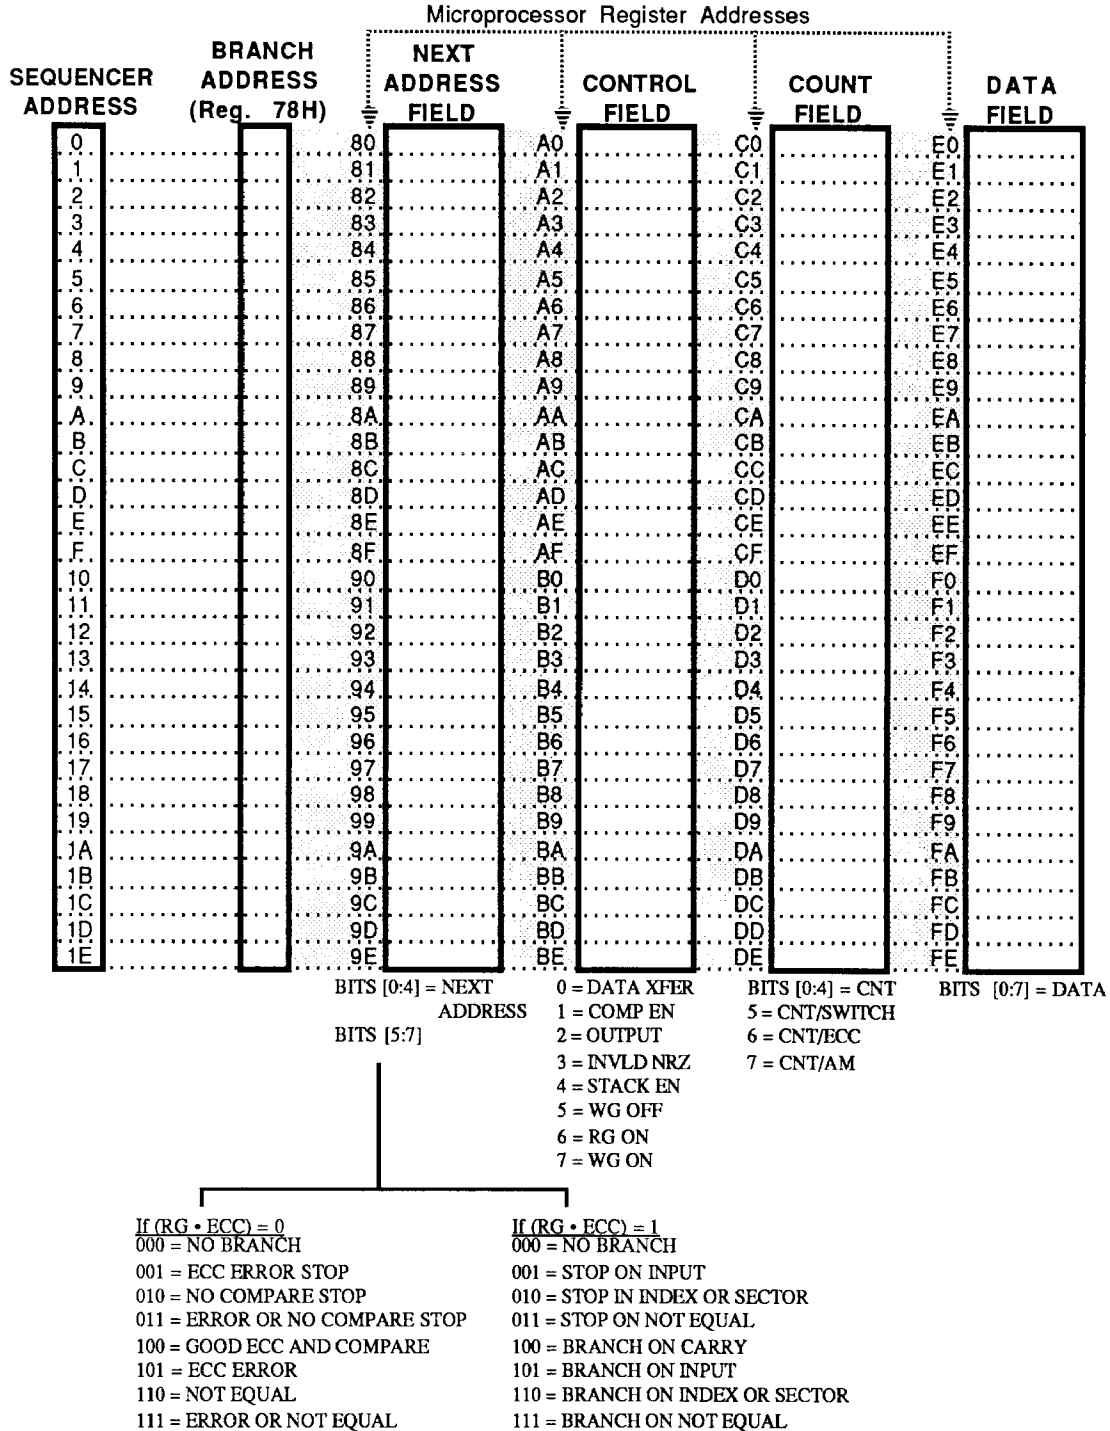 Microprocessor Register Addresses
SEQUENCER ADDRESS
BRANCH ADDRESS (Reg. 78H)
NEXT ADDRESS FIELD
CONTROL FIELD
COUNT FIELD
DATA FIELD
0 80 A0 C0 E0
1 81 A1 C1 E1
2 82 A2 C2 E2
3 83 A3 C3 E3
4 84 A4 C4 E4
5 85 A5 C5 E5
6 86 A6 C6 E6
7 87 A7 C7 E7
8 88 A8 C8 E8
9 89 A9 C9 E9
A 8A AA CA EA
B 8B AB CB EB
C 8C AC CC EC
D 8D AD CD ED
E 8E AE CE EE
F 8F AF CF EF
10 90 B0 D0 F0
11 91 B1 D1 F1
12 92 B2 D2 F2
13 93 B3 D3 F3
14 94 B4 D4 F4
15 95 B5 D5 F5
16 96 B6 D6 F6
17 97 B7 D7 F7
18 98 B8 D8 F8
19 99 B9 D9 F9
1A 9A BA DA FA
1B 9B BB DB FB
1C 9C BC DC FC
1D 9D BD DD FD
1E 9E BE DE FE
BITS [0:4] = NEXT
ADDRESS
BITS [5:7]
0 = DATA XFER
1 = COMP EN
2 = OUTPUT
3 = INVLD NRZ
4 = STACK EN
5 = WG OFF
6 = RG ON
7 = WG ON
BITS [0:4] = CNT
5 = CNT/SWITCH
6 = CNT/ECC
7 = CNT/AM
BITS [0:7] = DATA
If (RG • ECC) = 0
000 = NO BRANCH
001 = ECC ERROR STOP
010 = NO COMPARE STOP
011 = ERROR OR NO COMPARE STOP
100 = GOOD ECC AND COMPARE
101 = ECC ERROR
110 = NOT EQUAL
111 = ERROR OR NOT EQUAL
If (RG • ECC) = 1
000 = NO BRANCH
001 = STOP ON INPUT
010 = STOP IN INDEX OR SECTOR
011 = STOP ON NOT EQUAL
100 = BRANCH ON CARRY
101 = BRANCH ON INPUT
110 = BRANCH ON INDEX OR SECTOR
111 = BRANCH ON NOT EQUAL